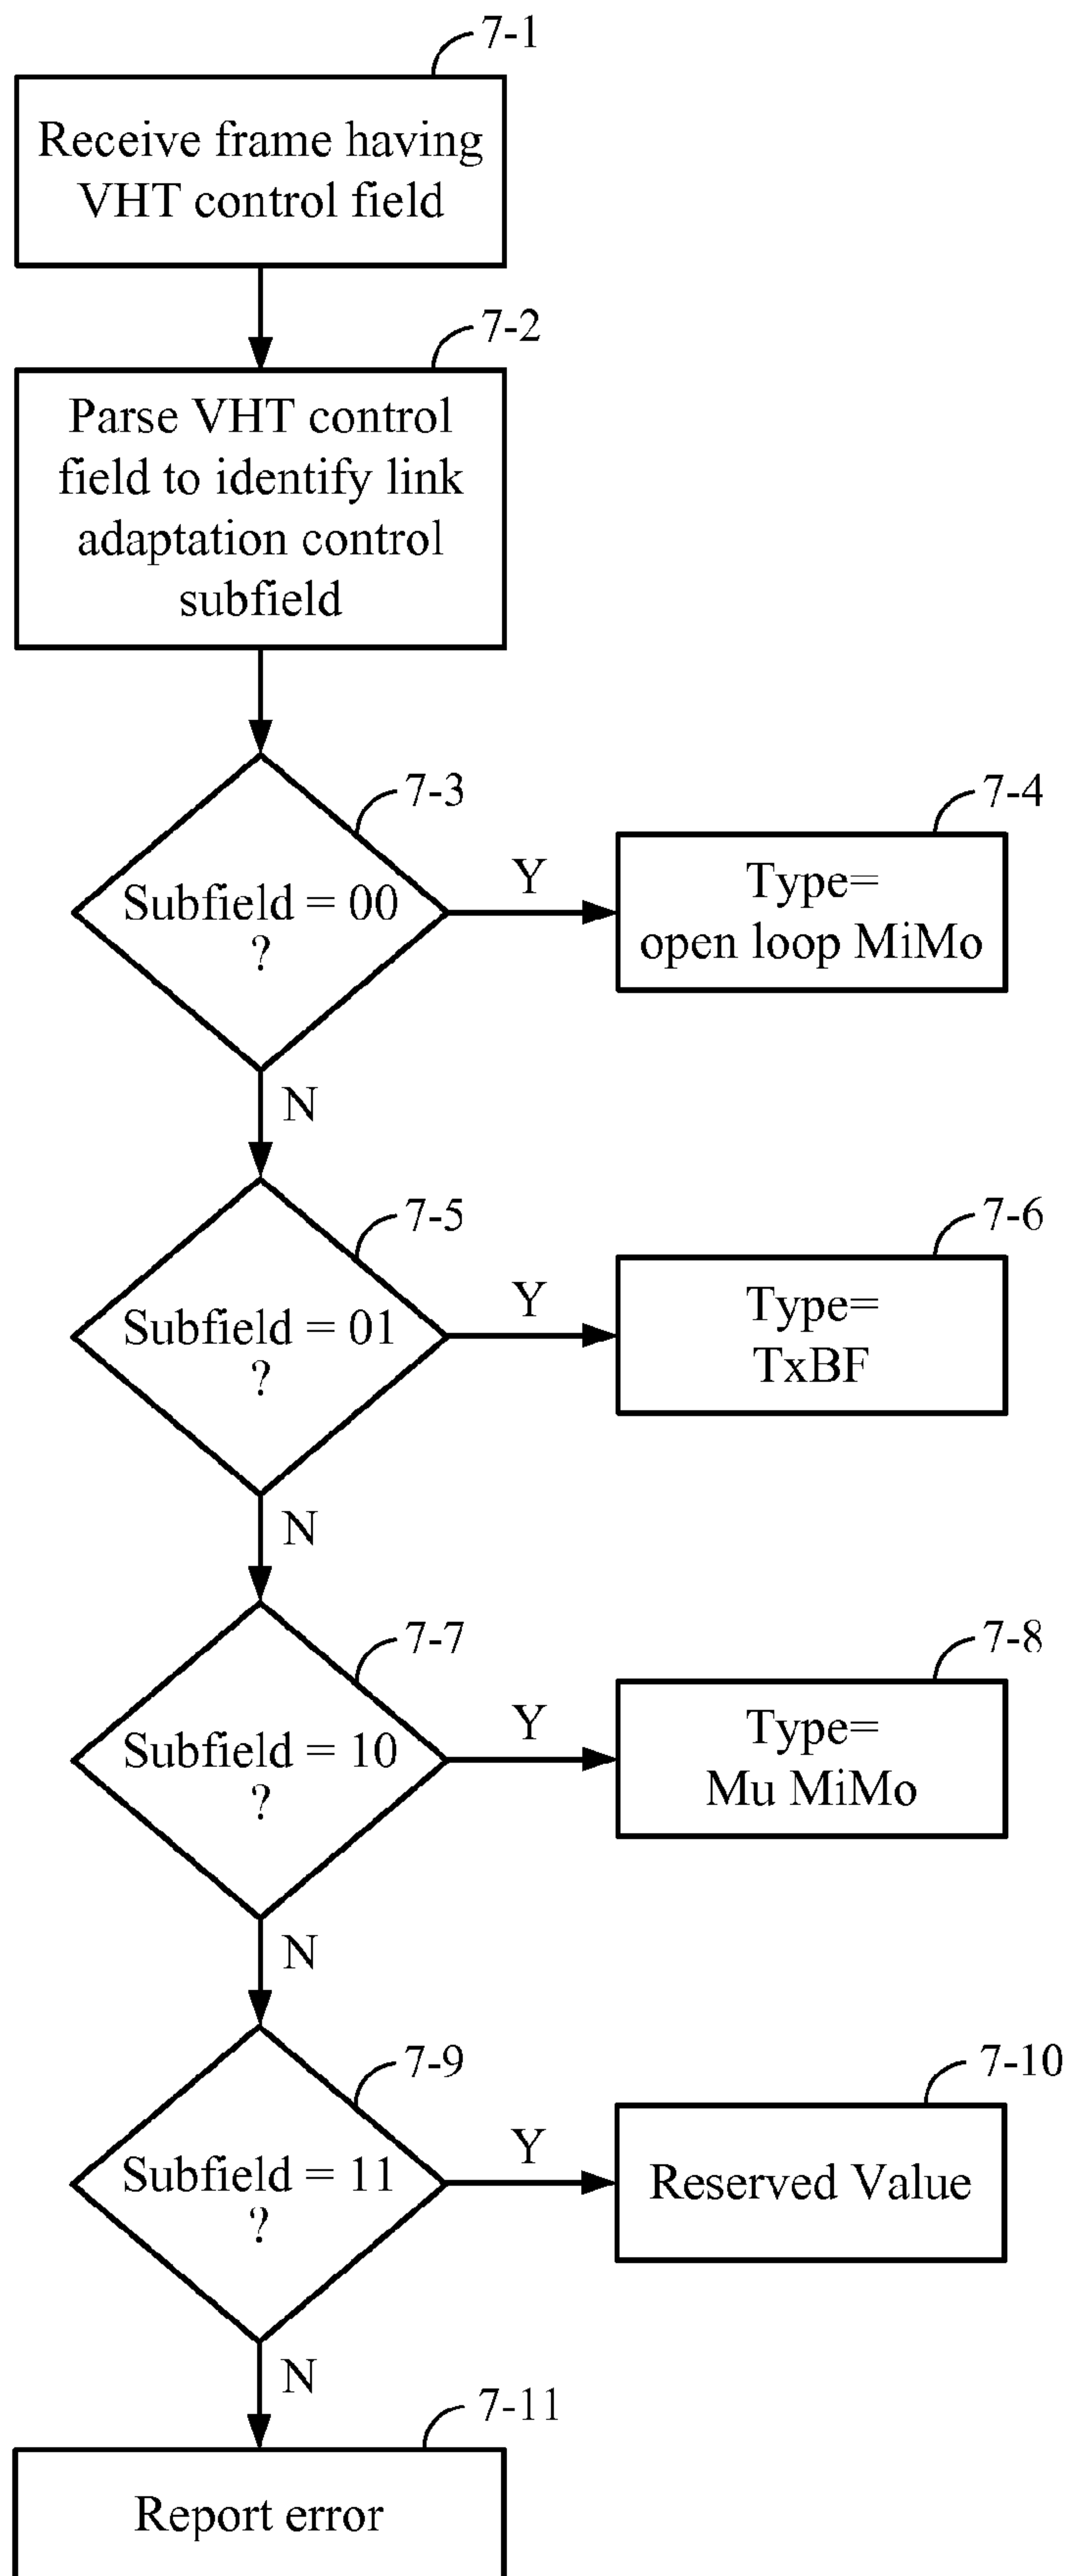 7-1
Receive frame having
VHT control field
7-2
Parse VHT control
field to identify link
adaptation control
subfield
7-3
Subfield = 00
?
Y
7-4
Type=
open loop MiMo
N
7-5
Subfield = 01
?
Y
7-6
Type=
TxBF
N
7-7
Subfield = 10
?
Y
7-8
Type=
Mu MiMo
N
7-9
Subfield = 11
?
Y
7-10
Reserved Value
N
7-11
Report error